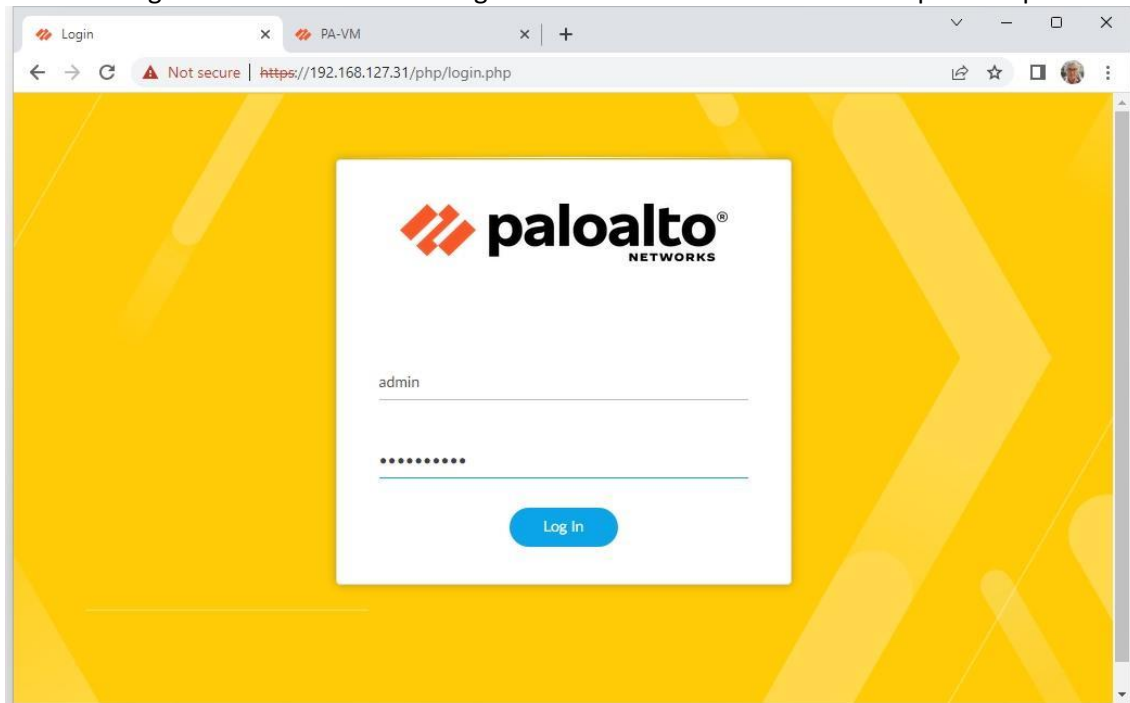 Login
PA-VM
Not secure
https://192.168.127.31/php/login.php
paloalto®
NETWORKS
admin
••••••••••
Log In